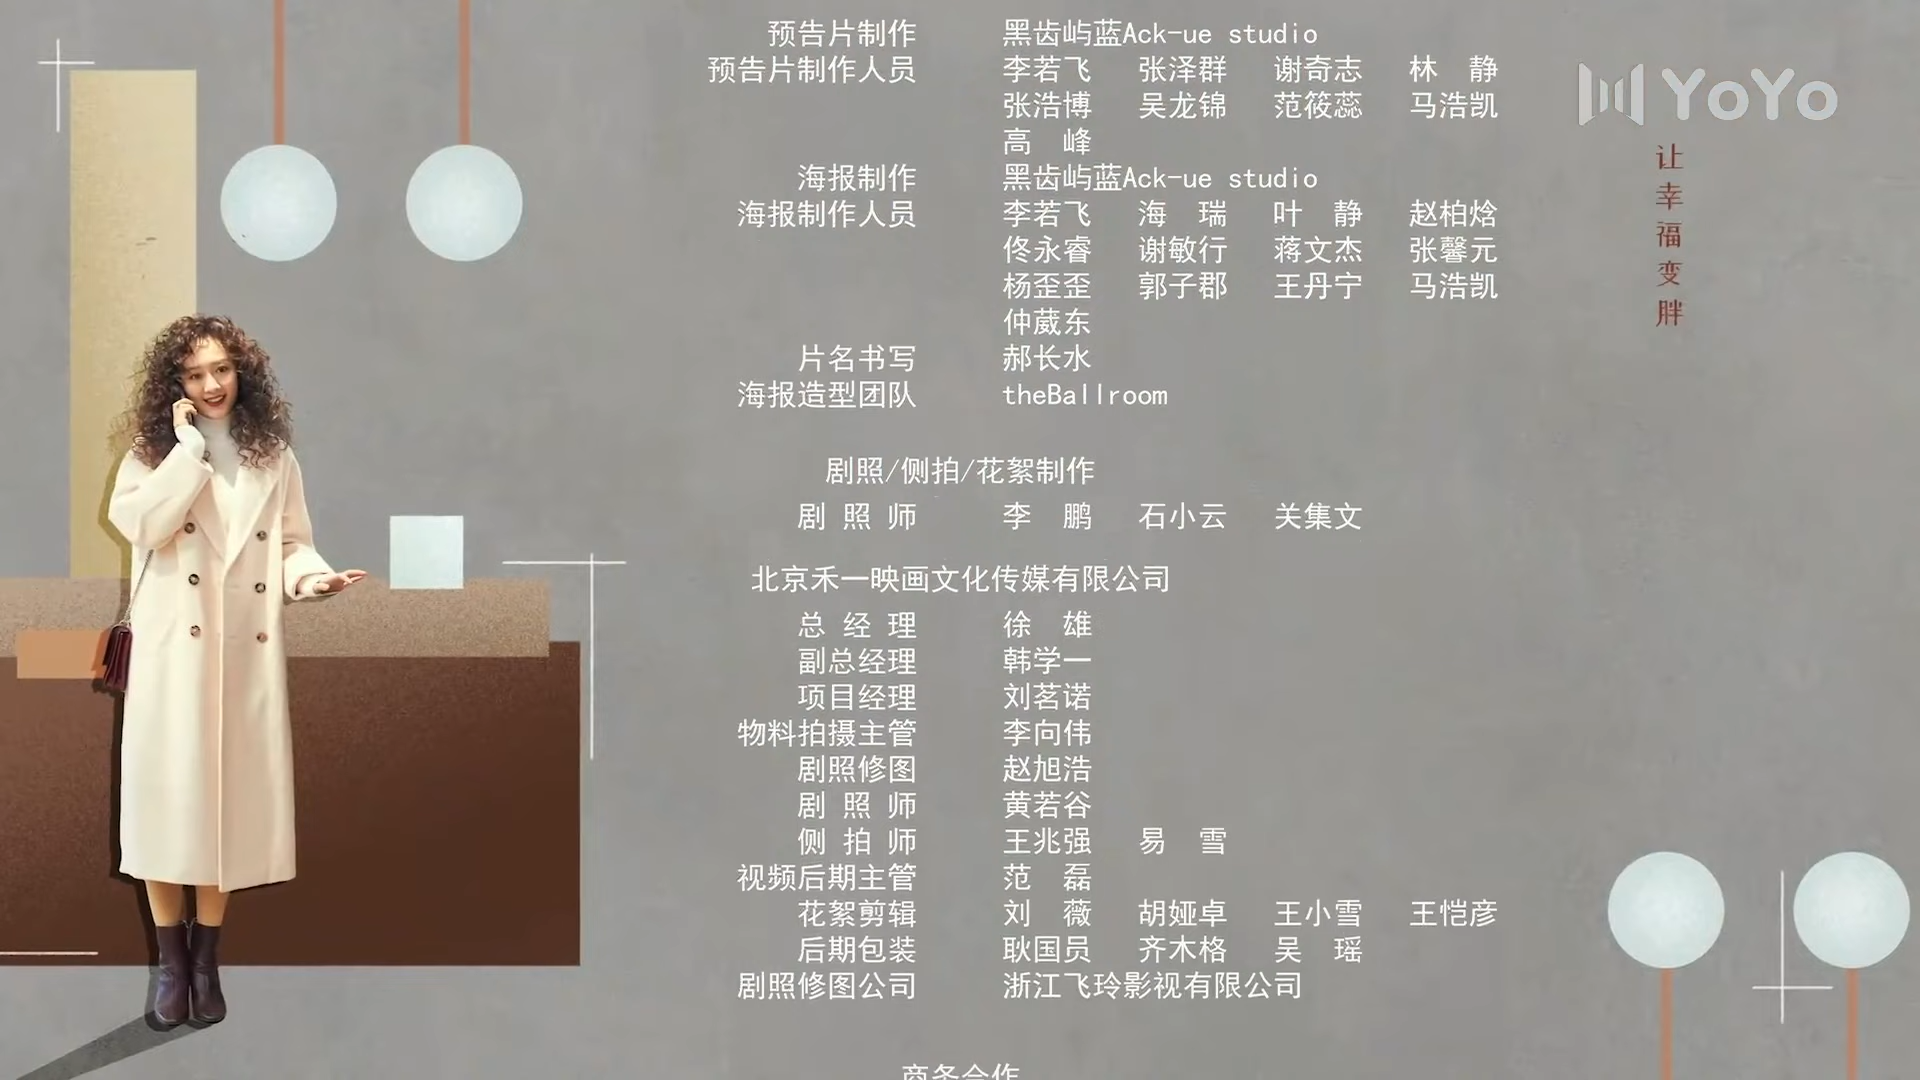 预告片制作 黑齿屿蓝Ack-ue studio
预告片制作人员 李若飞 张泽群 谢奇志 林 静
张浩博 吴龙锦 范筱蕊 马浩凯
高 峰
海报制作 黑齿屿蓝Ack-ue studio
海报制作人员 李若飞 海 瑞 叶 静 赵柏焓
佟永睿 谢敏行 蒋文杰 张馨元
杨歪歪 郭子郡 王丹宁 马浩凯
仲葳东
片名书写 郝长水
海报造型团队 theBallroom
剧照/侧拍/花絮制作
剧 照 师 李 鹏 石小云 关集文
北京禾一映画文化传媒有限公司
总 经 理 徐 雄
副总经理 韩学一
项目经理 刘茗诺
物料拍摄主管 李向伟
剧照修图 赵旭浩
剧 照 师 黄若谷
侧 拍 师 王兆强 易 雪
视频后期主管 范 磊
花絮剪辑 刘 薇 胡娅卓 王小雪 王恺彦
后期包装 耿国员 齐木格 吴 瑶
剧照修图公司 浙江飞玲影视有限公司
商务合作
YoYo
让幸福变胖